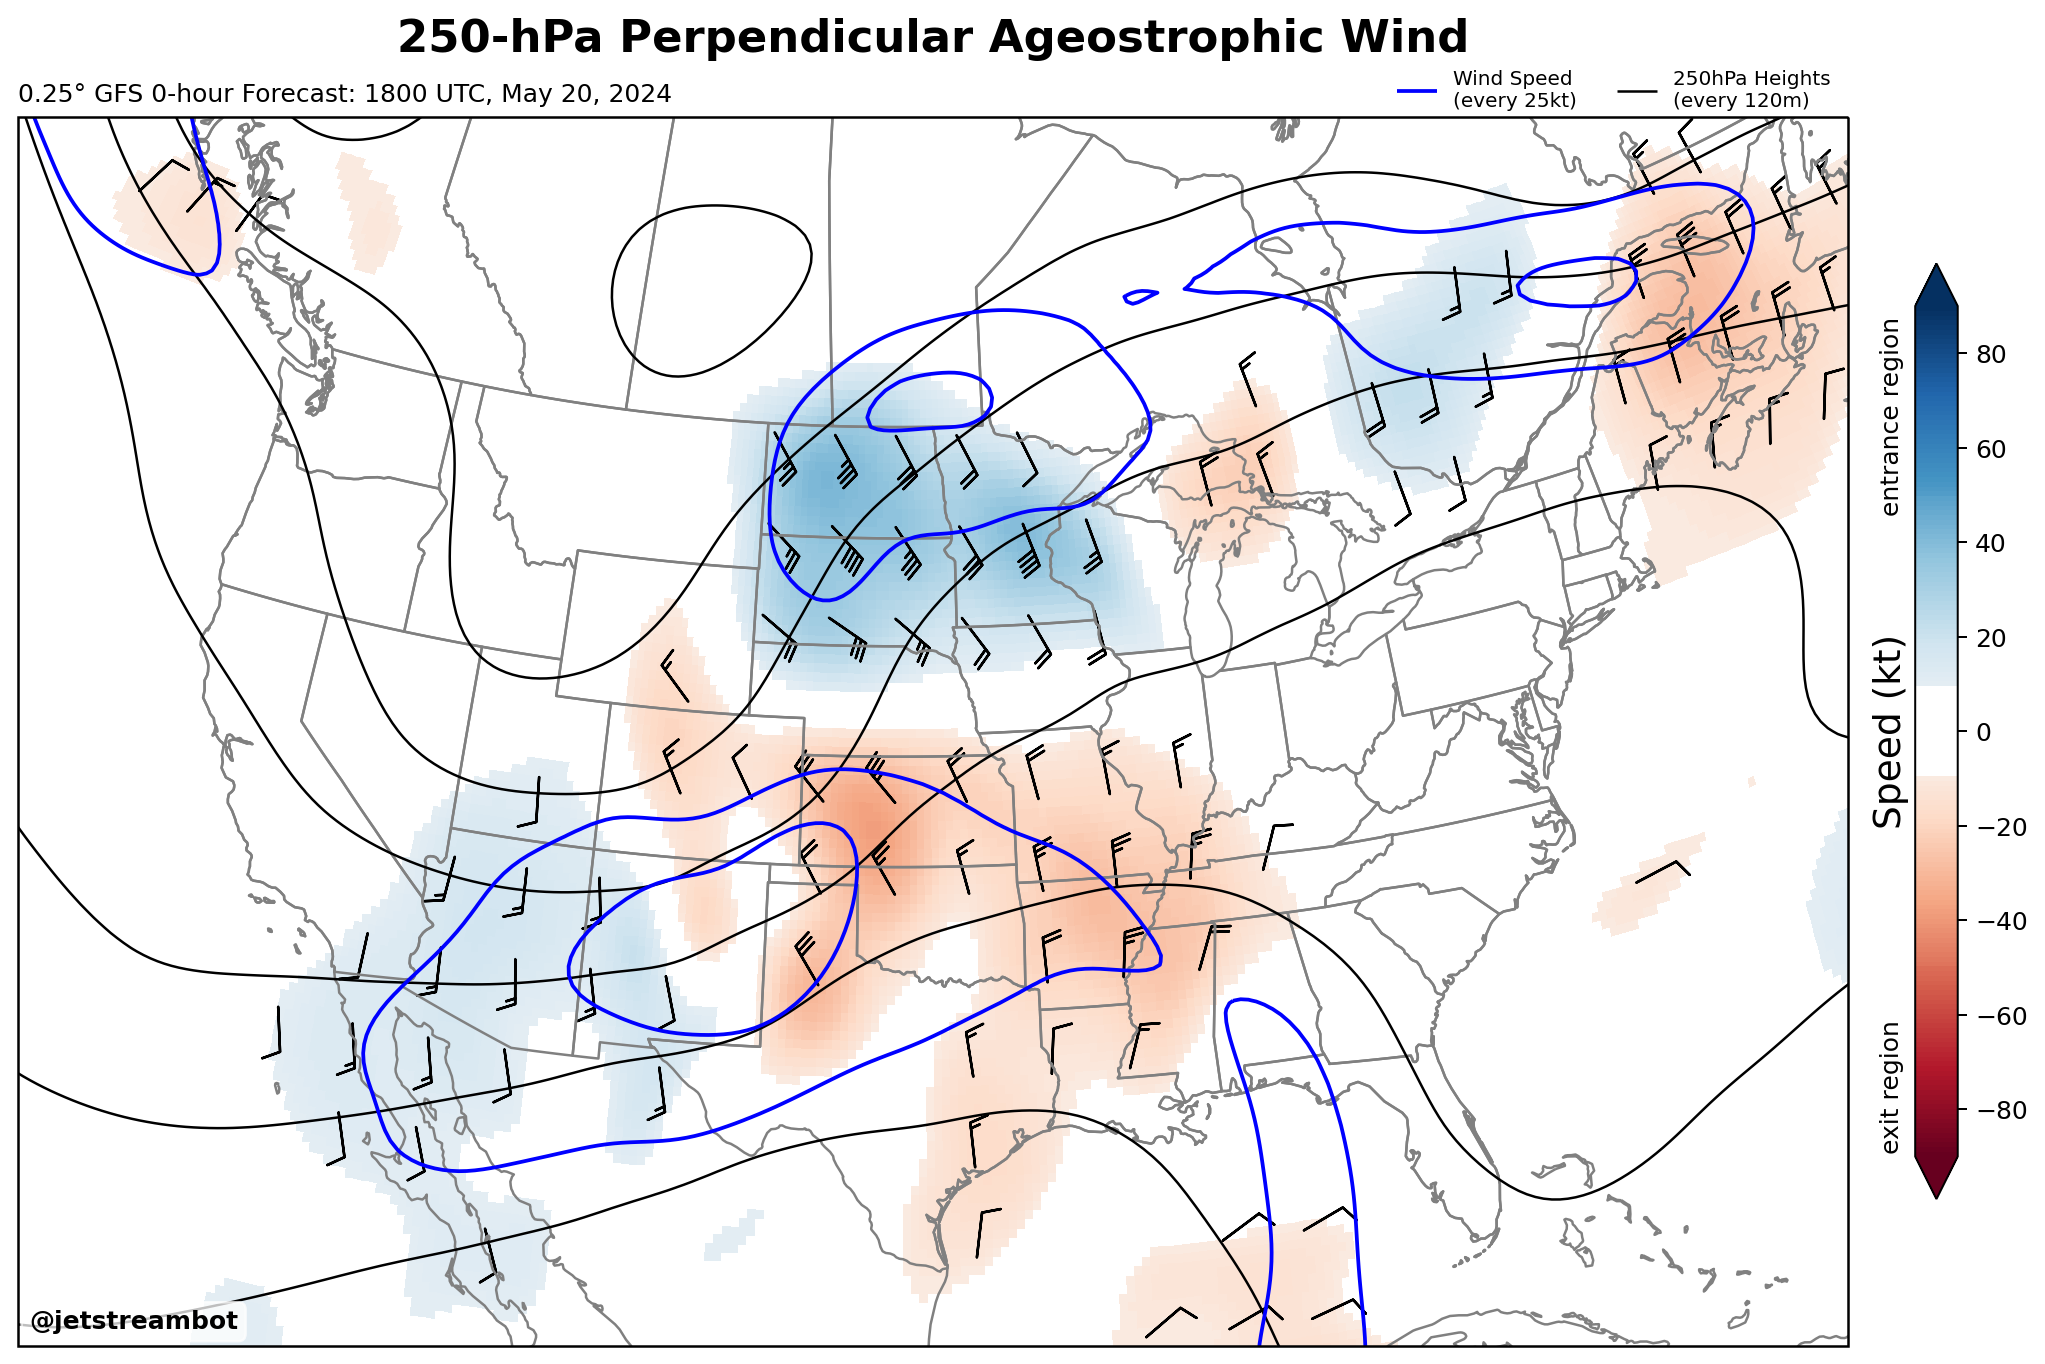 250-hPa Perpendicular Ageostrophic Wind
0.25° GFS 0-hour Forecast: 1800 UTC, May 20, 2024
Wind Speed
(every 25kt)
250hPa Heights
(every 120m)
entrance region
Speed (kt)
exit region
80
60
40
20
0
−20
−40
−60
−80
@jetstreambot